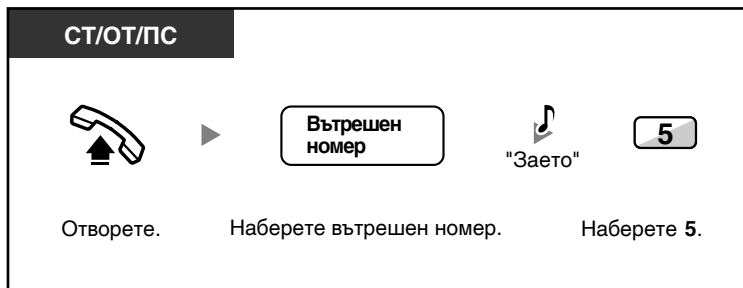 СТ/ОТ/ПС
Вътрешен
номер
"Заето"
5
Отворете.
Наберете вътрешен номер.
Наберете 5.